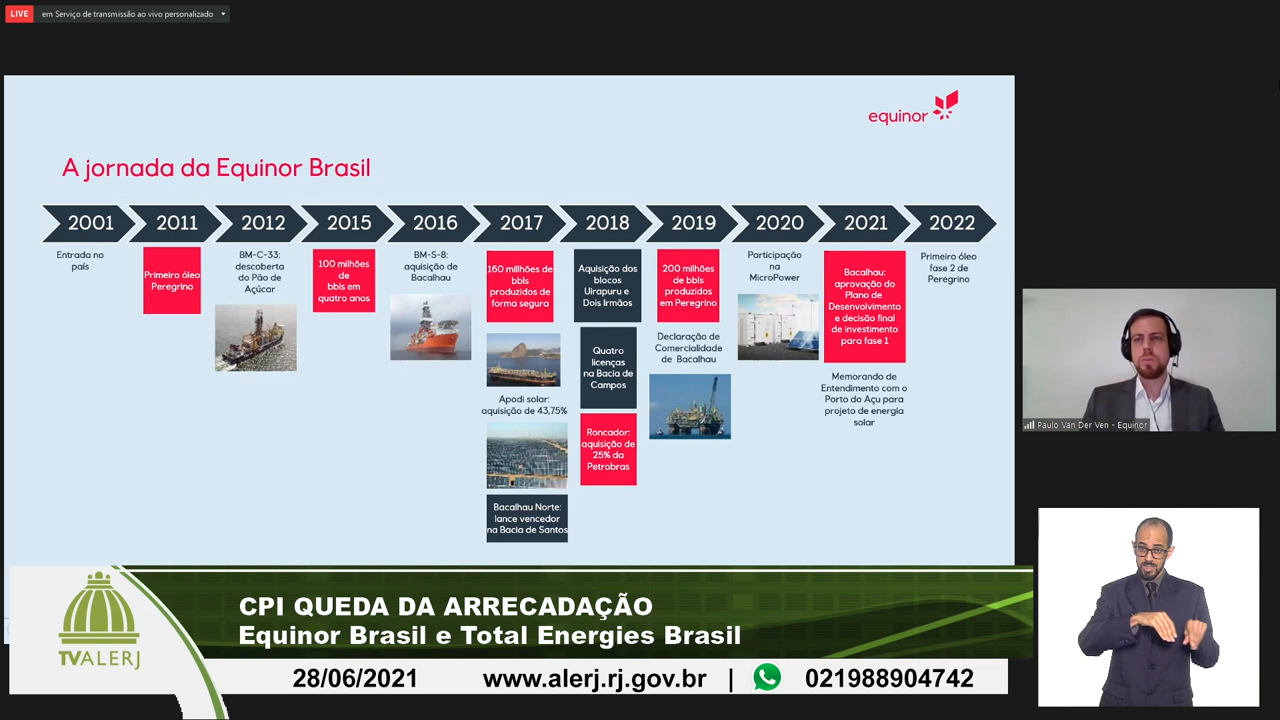 LIVE
em Serviço de transmissão ao vivo personalizado
equinor
A jornada da Equinor Brasil
2001
2011
2012
2015
2016
2017
2018
2019
2020
2021
2022
Entrada no
país
Primeiro óleo
Peregrino
BM-C-33:
descoberta
do Pão de
Açúcar
100 milhões
de
bbls em
quatro anos
BM-S-8:
aquisição de
Bacalhau
160 millhões de
bbls
produzidos de
forma segura
Apodi solar:
aquisição de 43,75%
Bacalhau Norte:
lance vencedor
na Bacia de Santos
Aquisição dos
blocos
Uirapuru e
Dois Irmãos
Quatro
licenças
na Bacia de
Campos
Roncador:
aquisição de
25% da
Petrobras
200 milhões
de bbls
produzidos
em Peregrino
Declaração de
Comercialidade
de Bacalhau
Participação
na
MicroPower
Bacalhau:
aprovação do
Plano de
Desenvolvimento
e decisão final
de investimento
para fase 1
Memorando de
Entendimento com o
Porto do Açu para
projeto de energia
solar
Primeiro óleo
fase 2 de
Peregrino
Paulo Van Der Ven - Equinor
TVALERJ
CPI QUEDA DA ARRECADAÇÃO
Equinor Brasil e Total Energies Brasil
28/06/2021
www.alerj.rj.gov.br | 021988904742